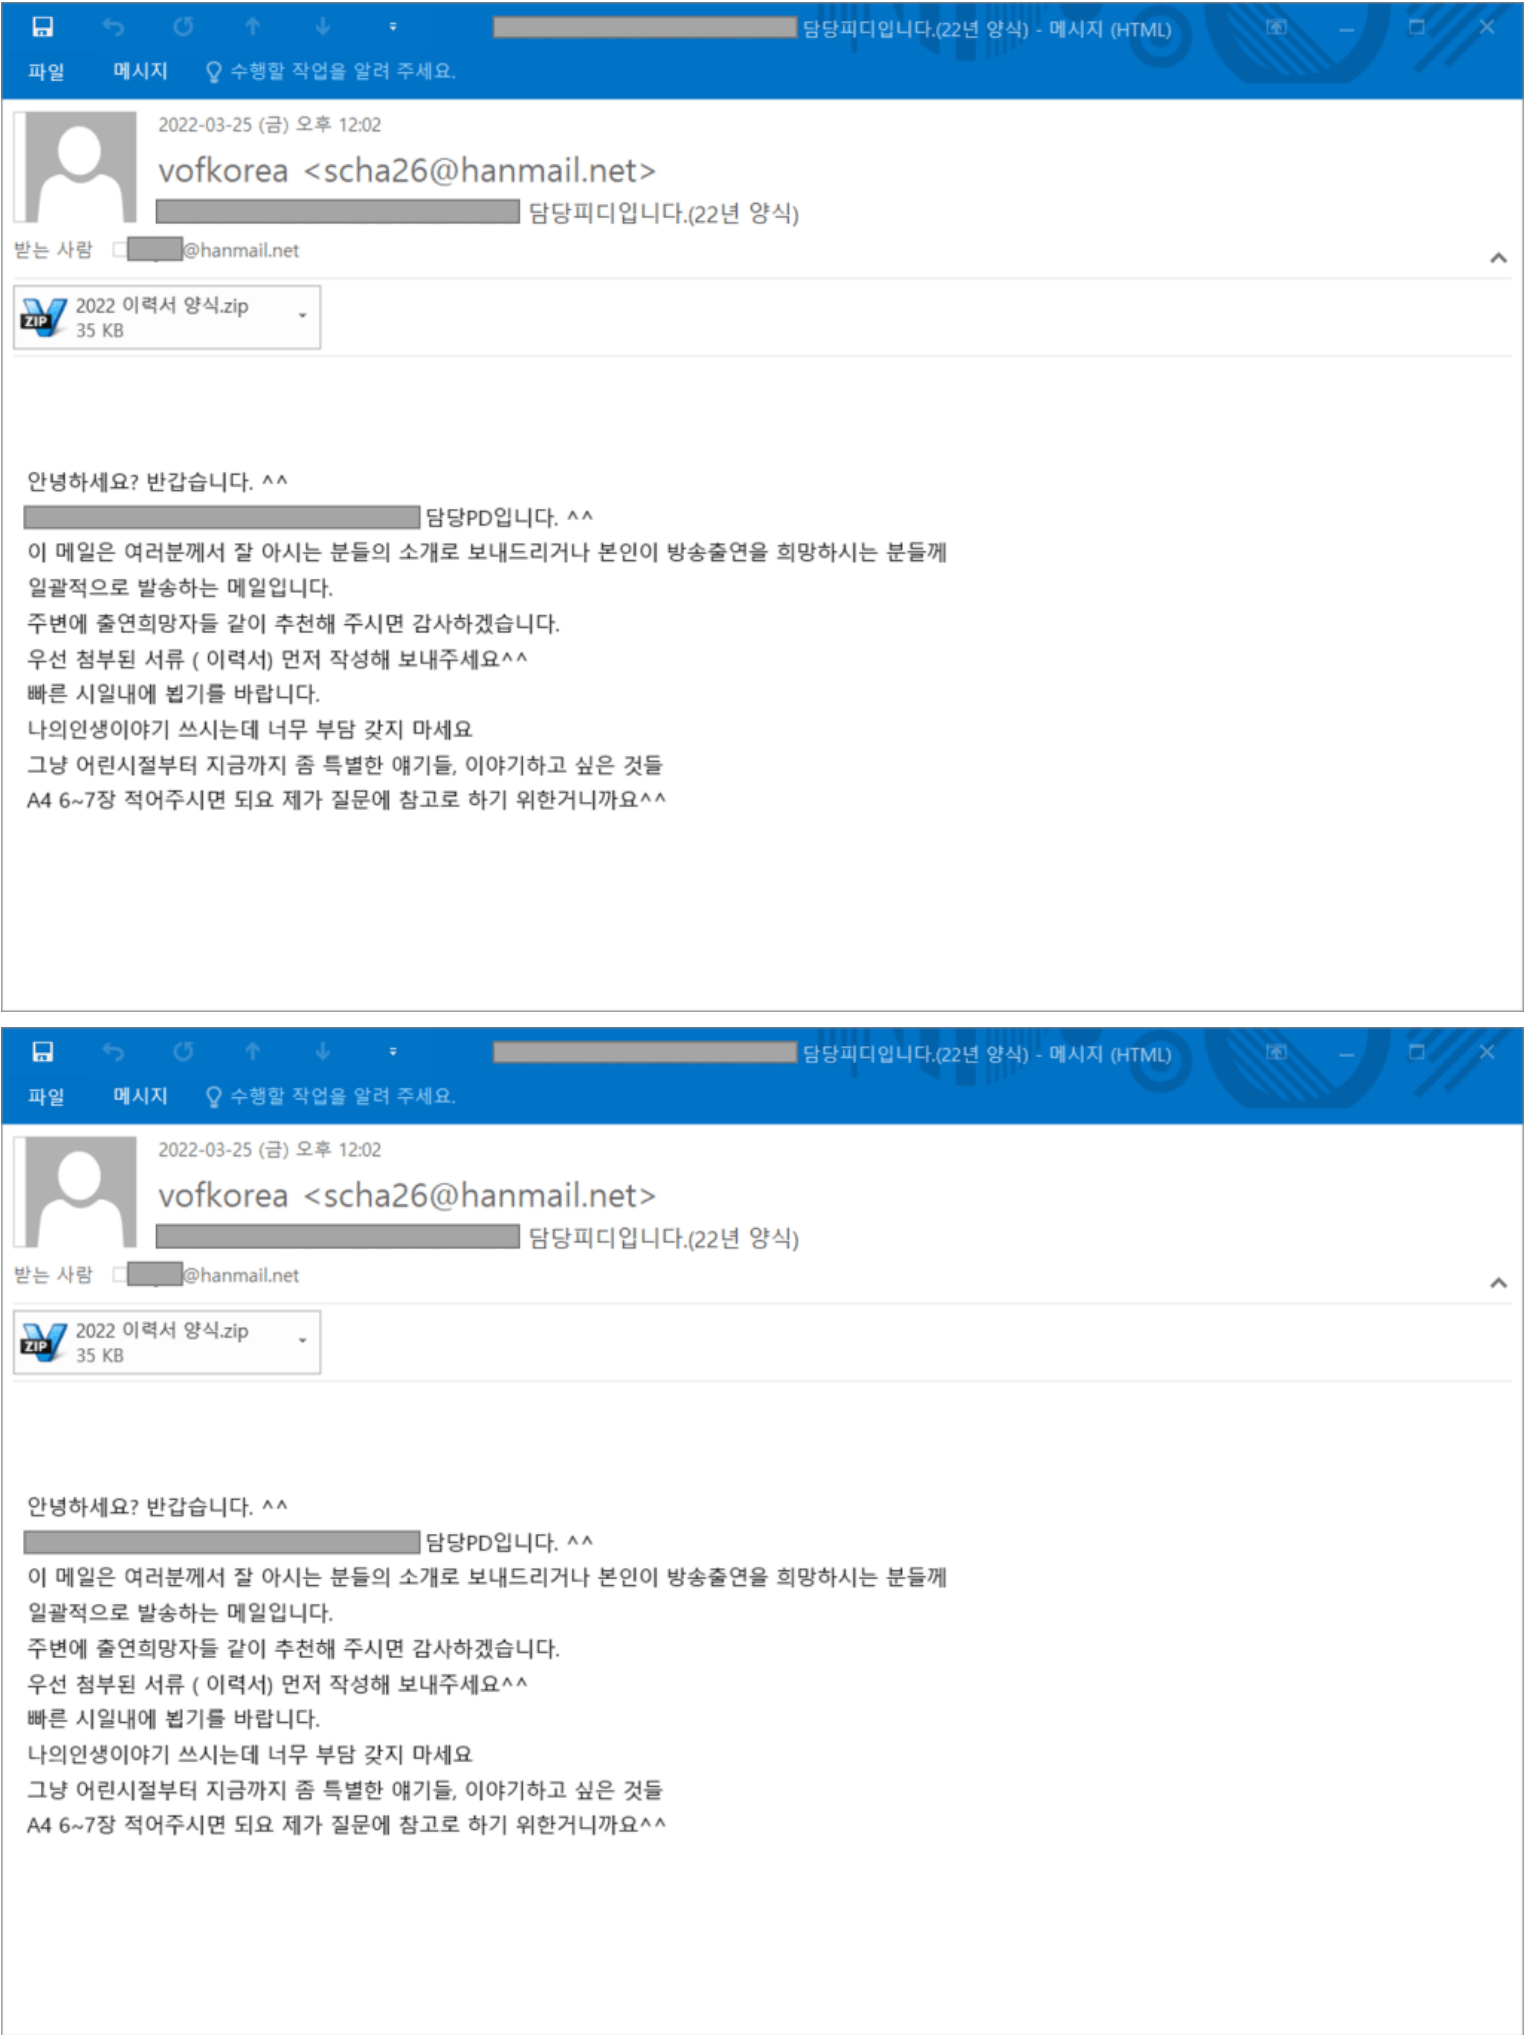 담당피디입니다.(22년 양식) - 메시지 (HTML)
파일 메시지 수행할 작업을 알려 주세요.
2022-03-25 (금) 오후 12:02
vofkorea <scha26@hanmail.net>
담당피디입니다.(22년 양식)
받는 사람 @hanmail.net
ZIP 2022 이력서 양식.zip
35 KB
안녕하세요? 반갑습니다. ^^
담당PD입니다. ^^
이 메일은 여러분께서 잘 아시는 분들의 소개로 보내드리거나 본인이 방송출연을 희망하시는 분들께
일괄적으로 발송하는 메일입니다.
주변에 출연희망자들 같이 추천해 주시면 감사하겠습니다.
우선 첨부된 서류 ( 이력서) 먼저 작성해 보내주세요^^
빠른 시일내에 뵙기를 바랍니다.
나의인생이야기 쓰시는데 너무 부담 갖지 마세요
그냥 어린시절부터 지금까지 좀 특별한 얘기들, 이야기하고 싶은 것들
A4 6~7장 적어주시면 되요 제가 질문에 참고로 하기 위한거니까요^^
담당피디입니다.(22년 양식) - 메시지 (HTML)
파일 메시지 수행할 작업을 알려 주세요.
2022-03-25 (금) 오후 12:02
vofkorea <scha26@hanmail.net>
담당피디입니다.(22년 양식)
받는 사람 @hanmail.net
ZIP 2022 이력서 양식.zip
35 KB
안녕하세요? 반갑습니다. ^^
담당PD입니다. ^^
이 메일은 여러분께서 잘 아시는 분들의 소개로 보내드리거나 본인이 방송출연을 희망하시는 분들께
일괄적으로 발송하는 메일입니다.
주변에 출연희망자들 같이 추천해 주시면 감사하겠습니다.
우선 첨부된 서류 ( 이력서) 먼저 작성해 보내주세요^^
빠른 시일내에 뵙기를 바랍니다.
나의인생이야기 쓰시는데 너무 부담 갖지 마세요
그냥 어린시절부터 지금까지 좀 특별한 얘기들, 이야기하고 싶은 것들
A4 6~7장 적어주시면 되요 제가 질문에 참고로 하기 위한거니까요^^